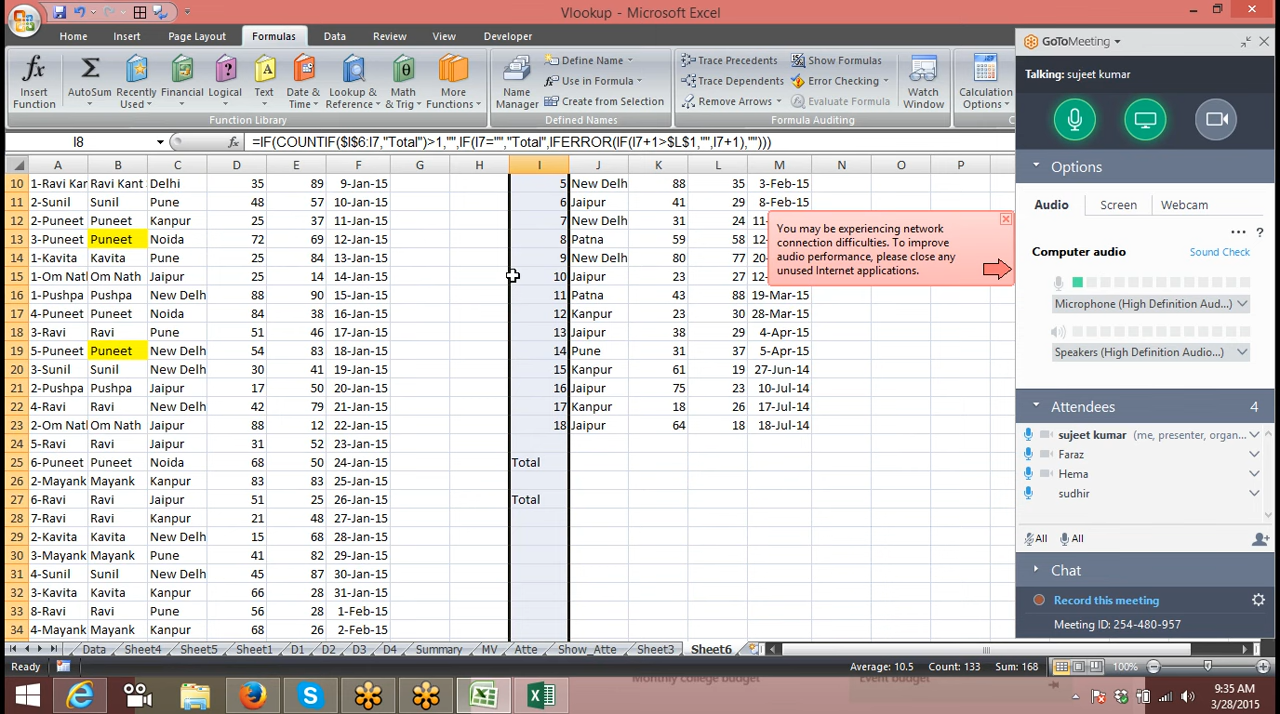 Vlookup - Microsoft Excel
Home Insert Page Layout Formulas Data Review View Developer
fx Insert Function
Σ AutoSum
Recently Used
Financial
Logical
Text
Date & Time
Lookup & Reference
Math & Trig
More Functions
Function Library
Name Manager
Define Name
Use in Formula
Create from Selection
Defined Names
Trace Precedents
Trace Dependents
Remove Arrows
Show Formulas
Error Checking
Evaluate Formula
Formula Auditing
Watch Window
Calculation Options
I8 fx =IF(COUNTIF($I$6:I7,"Total")>1,"",IF(I7="","Total",IFERROR(IF(I7+1>$L$1,"",I7+1),"")))
A B C D E F G H I J K L M N O P
10 1-Ravi Kan Ravi Kant Delhi 35 89 9-Jan-15 5 New Delh 88 35 3-Feb-15
11 2-Sunil Sunil Pune 48 57 10-Jan-15 6 Jaipur 41 29 8-Feb-15
12 2-Puneet Puneet Kanpur 25 37 11-Jan-15 7 New Delh 31 24 11-
13 3-Puneet Puneet Noida 72 69 12-Jan-15 8 Patna 59 58 12-
14 1-Kavita Kavita Pune 25 84 13-Jan-15 9 New Delh 80 77 20-
15 1-Om Nath Om Nath Jaipur 25 14 14-Jan-15 10 Jaipur 23 27 12-
16 1-Pushpa Pushpa New Delh 88 90 15-Jan-15 11 Patna 43 88 19-Mar-15
17 4-Puneet Puneet Noida 84 38 16-Jan-15 12 Kanpur 23 30 28-Mar-15
18 3-Ravi Ravi Pune 51 46 17-Jan-15 13 Jaipur 38 29 4-Apr-15
19 5-Puneet Puneet New Delh 54 83 18-Jan-15 14 Pune 31 37 5-Apr-15
20 3-Sunil Sunil New Delh 30 41 19-Jan-15 15 Kanpur 61 19 27-Jun-14
21 2-Pushpa Pushpa Jaipur 17 50 20-Jan-15 16 Jaipur 75 23 10-Jul-14
22 4-Ravi Ravi New Delh 42 79 21-Jan-15 17 Kanpur 18 26 17-Jul-14
23 2-Om Nath Om Nath Jaipur 88 12 22-Jan-15 18 Jaipur 64 18 18-Jul-14
24 5-Ravi Ravi Jaipur 31 52 23-Jan-15
25 6-Puneet Puneet Noida 68 50 24-Jan-15 Total
26 2-Mayank Mayank Kanpur 83 83 25-Jan-15
27 6-Ravi Ravi Jaipur 51 25 26-Jan-15 Total
28 7-Ravi Ravi Kanpur 21 48 27-Jan-15
29 2-Kavita Kavita New Delh 15 68 28-Jan-15
30 3-Mayank Mayank Pune 41 82 29-Jan-15
31 4-Sunil Sunil New Delh 45 87 30-Jan-15
32 3-Kavita Kavita Kanpur 66 28 31-Jan-15
33 8-Ravi Ravi Pune 56 28 1-Feb-15
34 4-Mayank Mayank Kanpur 68 26 2-Feb-15
You may be experiencing network
connection difficulties. To improve
audio performance, please close any
unused Internet applications.
Data Sheet4 Sheet5 Sheet1 D1 D2 D3 D4 Summary MV Atte Show_Atte Sheet3 Sheet6
Ready Average: 10.5 Count: 133 Sum: 168 100%
Monthly college budget Event budget
9:35 AM
3/28/2015
GoToMeeting
Talking: sujeet kumar
Options
Audio Screen Webcam
... ?
Computer audio Sound Check
Microphone (High Definition Aud...)
Speakers (High Definition Audio...)
Attendees 4
sujeet kumar (me, presenter, organ...
Faraz
Hema
sudhir
All All
Chat
Record this meeting
Meeting ID: 254-480-957